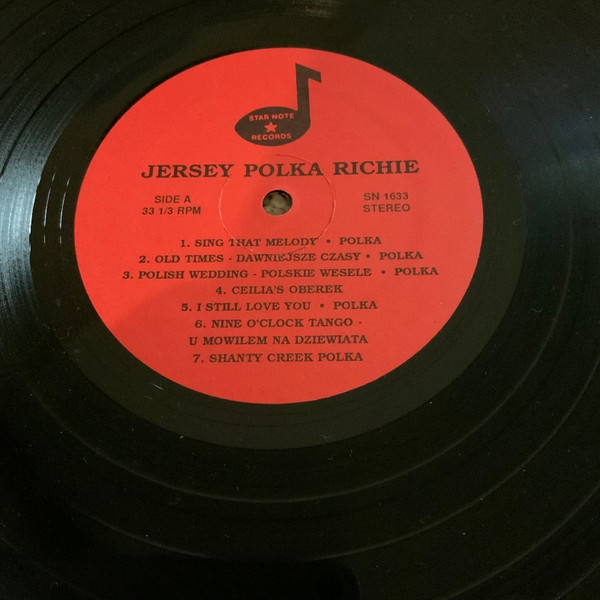 STAR NOTE
RECORDS
JERSEY POLKA RICHIE
SIDE A
33 1/3 RPM
SN 1633
STEREO
1. SING THAT MELODY • POLKA
2. OLD TIMES - DAWNIEJSZE CZASY • POLKA
3. POLISH WEDDING - POLSKIE WESELE • POLKA
4. CEILIA'S OBEREK
5. I STILL LOVE YOU • POLKA
6. NINE O'CLOCK TANGO -
U MOWILEM NA DZIEWIATA
7. SHANTY CREEK POLKA